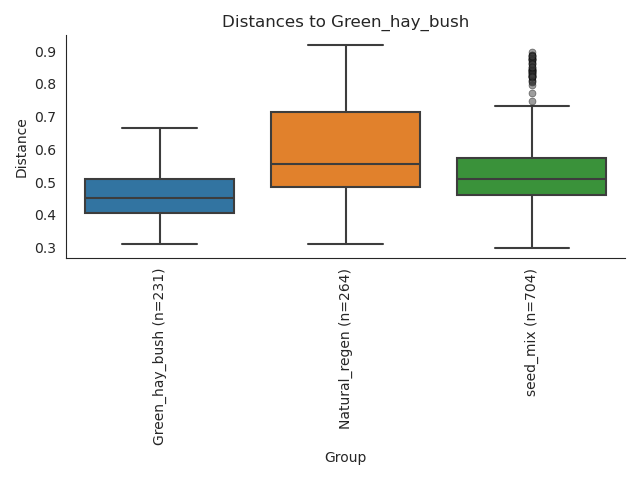 Distances to Green_hay_bush
Distance
0.9
0.8
0.7
0.6
0.5
0.4
0.3
Green_hay_bush (n=231)
Natural_regen (n=264)
seed_mix (n=704)
Group